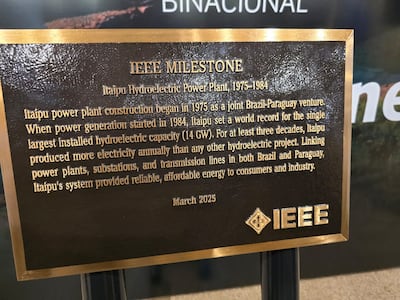 BINACIONAL
IEEE MILESTONE
Itaipu Hydroelectric Power Plant, 1975–1984
Itaipu power plant construction began in 1975 as a joint Brazil-Paraguay venture.
When power generation started in 1984, Itaipu set a world record for the single
largest installed hydroelectric capacity (14 GW). For at least three decades, Itaipu
produced more electricity annually than any other hydroelectric project. Linking
power plants, substations, and transmission lines in both Brazil and Paraguay,
Itaipu's system provided reliable, affordable energy to consumers and industry.
March 2025
IEEE
ne